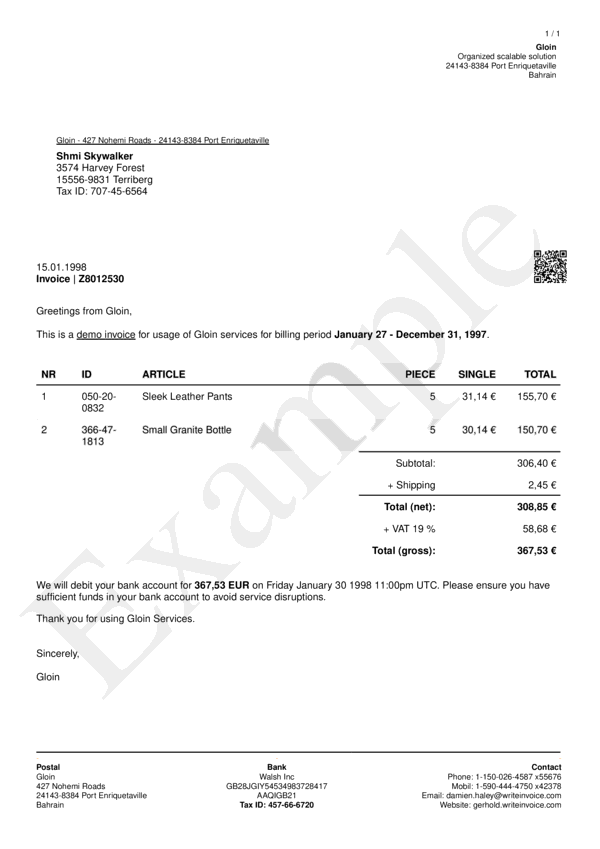 1 / 1
Gloin
Organized scalable solution
24143-8384 Port Enriquetaville
Bahrain
Gloin - 427 Nohemi Roads - 24143-8384 Port Enriquetaville
Shmi Skywalker
3574 Harvey Forest
15556-9831 Terriberg
Tax ID: 707-45-6564
15.01.1998
Invoice | Z8012530
Greetings from Gloin,
This is a demo invoice for usage of Gloin services for billing period January 27 - December 31, 1997.
NR ID ARTICLE PIECE SINGLE TOTAL
1 050-20- Sleek Leather Pants 5 31,14 € 155,70 €
0832
2 366-47- Small Granite Bottle 5 30,14 € 150,70 €
1813
Subtotal: 306,40 €
+ Shipping 2,45 €
Total (net): 308,85 €
+ VAT 19 % 58,68 €
Total (gross): 367,53 €
We will debit your bank account for 367,53 EUR on Friday January 30 1998 11:00pm UTC. Please ensure you have
sufficient funds in your bank account to avoid service disruptions.
Thank you for using Gloin Services.
Sincerely,
Gloin
Example
Postal
Gloin
427 Nohemi Roads
24143-8384 Port Enriquetaville
Bahrain
Bank
Walsh Inc
GB28JGIY54534983728417
AAQIGB21
Tax ID: 457-66-6720
Contact
Phone: 1-150-026-4587 x55676
Mobil: 1-590-444-4750 x42378
Email: damien.haley@writeinvoice.com
Website: gerhold.writeinvoice.com